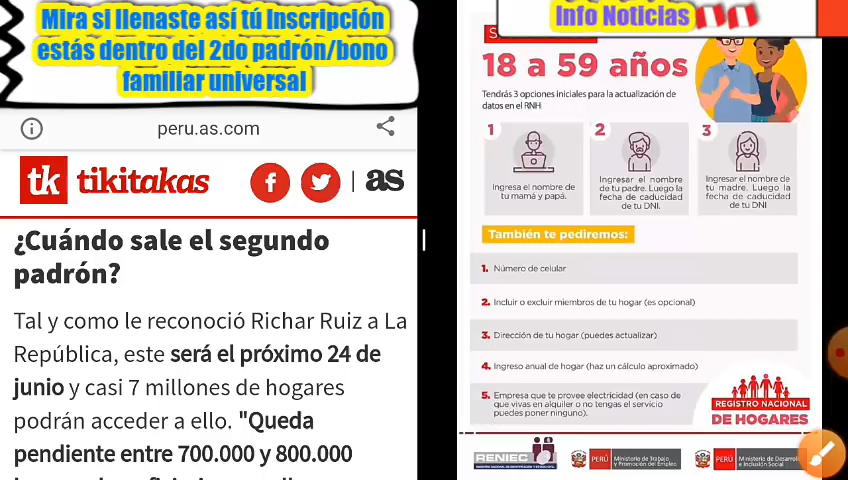 Mira si llenaste así tú Inscripción
estás dentro del 2do padrón/bono
familiar universal
peru.as.com
tk tikitakas
as
¿Cuándo sale el segundo
padrón?
Tal y como le reconoció Richar Ruiz a La
República, este será el próximo 24 de
junio y casi 7 millones de hogares
podrán acceder a ello. "Queda
pendiente entre 700.000 y 800.000
Info Noticias
18 a 59 años
Tendrás 3 opciones iniciales para la actualización de
datos en el RNH
1
Ingresa el nombre de
tu mamá y papá.
2
Ingresar el nombre
de tu padre. Luego la
fecha de caducidad
de tu DNI.
3
Ingresar el nombre de
tu madre. Luego la
fecha de caducidad
de tu DNI
También te pediremos:
1. Número de celular
2. Incluir o excluir miembros de tu hogar (es opcional)
3. Dirección de tu hogar (puedes actualizar)
4. Ingreso anual de hogar (haz un cálculo aproximado)
5. Empresa que te provee electricidad (en caso de
que vivas en alquiler o no tengas el servicio
puedes poner ninguno).
REGISTRO NACIONAL
DE HOGARES
RENIEC
PERÚ
Ministerio de Trabajo
y Promoción del Empleo
PERÚ
Ministerio de Desarrollo
e Inclusión Social